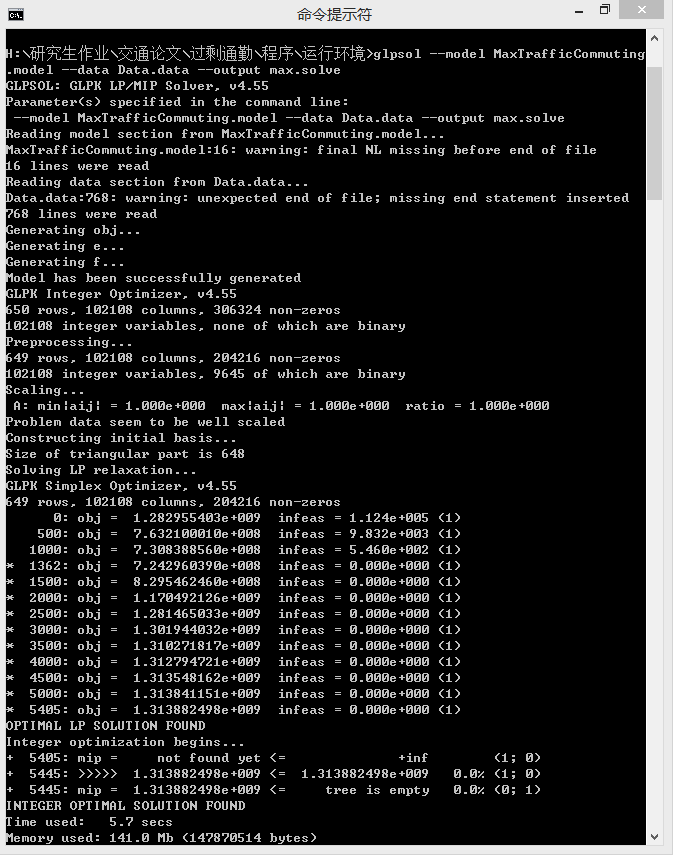 命令提示符
H:\研究生作业\交通论文\过剩通勤\程序\运行环境>glpsol --model MaxTrafficCommuting
.model --data Data.data --output max.solve
GLPSOL: GLPK LP/MIP Solver, v4.55
Parameter(s) specified in the command line:
 --model MaxTrafficCommuting.model --data Data.data --output max.solve
Reading model section from MaxTrafficCommuting.model...
MaxTrafficCommuting.model:16: warning: final NL missing before end of file
16 lines were read
Reading data section from Data.data...
Data.data:768: warning: unexpected end of file; missing end statement inserted
768 lines were read
Generating obj...
Generating e...
Generating f...
Model has been successfully generated
GLPK Integer Optimizer, v4.55
650 rows, 102108 columns, 306324 non-zeros
102108 integer variables, none of which are binary
Preprocessing...
649 rows, 102108 columns, 204216 non-zeros
102108 integer variables, 9645 of which are binary
Scaling...
 A: min|aij| = 1.000e+000  max|aij| = 1.000e+000  ratio = 1.000e+000
Problem data seem to be well scaled
Constructing initial basis...
Size of triangular part is 648
Solving LP relaxation...
GLPK Simplex Optimizer, v4.55
649 rows, 102108 columns, 204216 non-zeros
      0: obj =  1.282955403e+009  infeas = 1.124e+005 (1)
    500: obj =  7.632100010e+008  infeas = 9.832e+003 (1)
   1000: obj =  7.308388560e+008  infeas = 5.460e+002 (1)
*  1362: obj =  7.242960390e+008  infeas = 0.000e+000 (1)
*  1500: obj =  8.295462460e+008  infeas = 0.000e+000 (1)
*  2000: obj =  1.170492126e+009  infeas = 0.000e+000 (1)
*  2500: obj =  1.281465033e+009  infeas = 0.000e+000 (1)
*  3000: obj =  1.301944032e+009  infeas = 0.000e+000 (1)
*  3500: obj =  1.310271817e+009  infeas = 0.000e+000 (1)
*  4000: obj =  1.312794721e+009  infeas = 0.000e+000 (1)
*  4500: obj =  1.313548162e+009  infeas = 0.000e+000 (1)
*  5000: obj =  1.313841151e+009  infeas = 0.000e+000 (1)
*  5405: obj =  1.313882498e+009  infeas = 0.000e+000 (1)
OPTIMAL LP SOLUTION FOUND
Integer optimization begins...
+  5405: mip =     not found yet <=              +inf        (1; 0)
+  5445: >>>>>  1.313882498e+009 <=  1.313882498e+009   0.0% (1; 0)
+  5445: mip =  1.313882498e+009 <=     tree is empty   0.0% (0; 1)
INTEGER OPTIMAL SOLUTION FOUND
Time used:   5.7 secs
Memory used: 141.0 Mb (147870514 bytes)